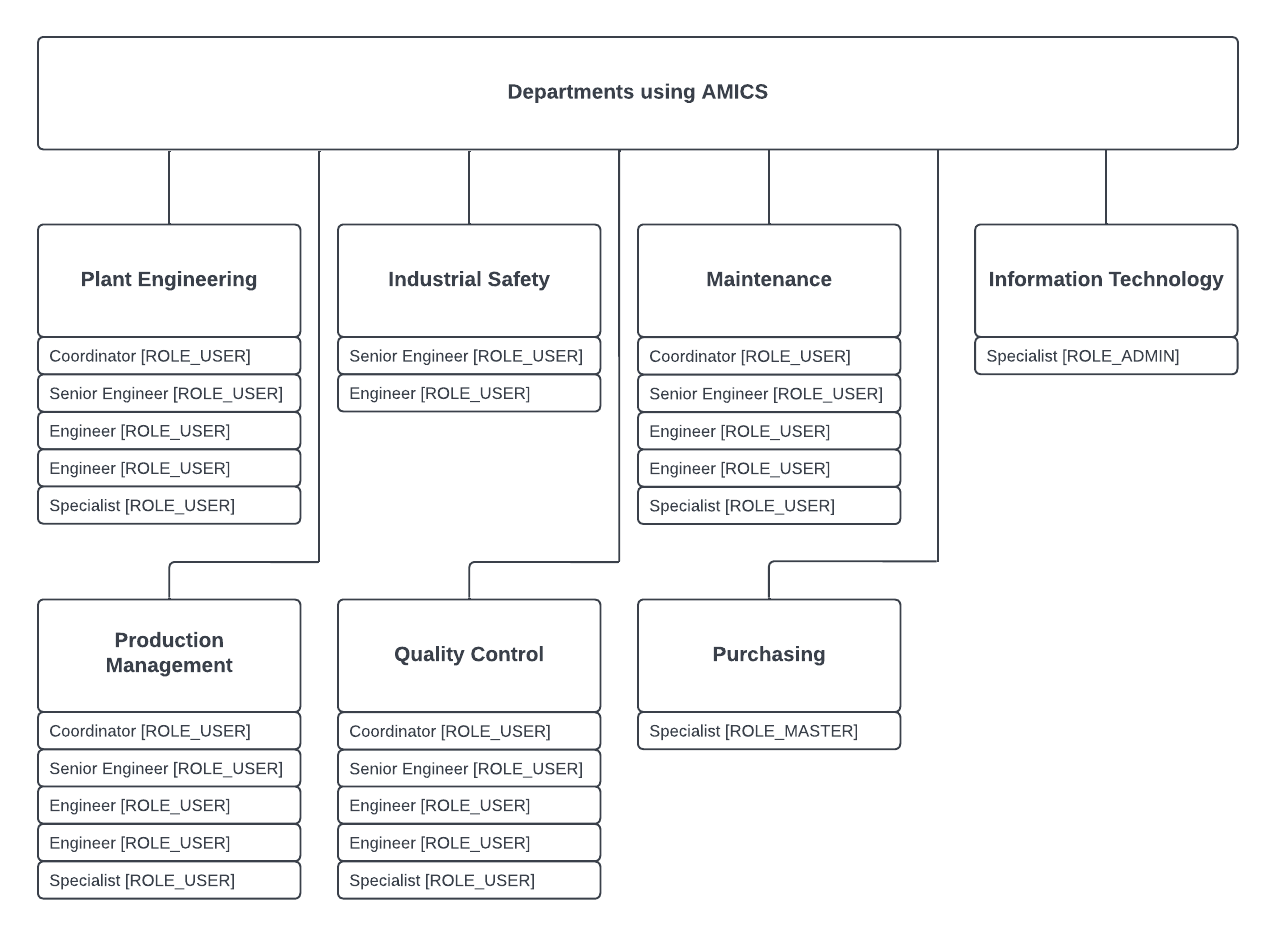 Departments using AMICS
Plant Engineering
Coordinator [ROLE_USER]
Senior Engineer [ROLE_USER]
Engineer [ROLE_USER]
Engineer [ROLE_USER]
Specialist [ROLE_USER]
Industrial Safety
Senior Engineer [ROLE_USER]
Engineer [ROLE_USER]
Maintenance
Coordinator [ROLE_USER]
Senior Engineer [ROLE_USER]
Engineer [ROLE_USER]
Engineer [ROLE_USER]
Specialist [ROLE_USER]
Information Technology
Specialist [ROLE_ADMIN]
Production
Management
Coordinator [ROLE_USER]
Senior Engineer [ROLE_USER]
Engineer [ROLE_USER]
Engineer [ROLE_USER]
Specialist [ROLE_USER]
Quality Control
Coordinator [ROLE_USER]
Senior Engineer [ROLE_USER]
Engineer [ROLE_USER]
Engineer [ROLE_USER]
Specialist [ROLE_USER]
Purchasing
Specialist [ROLE_MASTER]